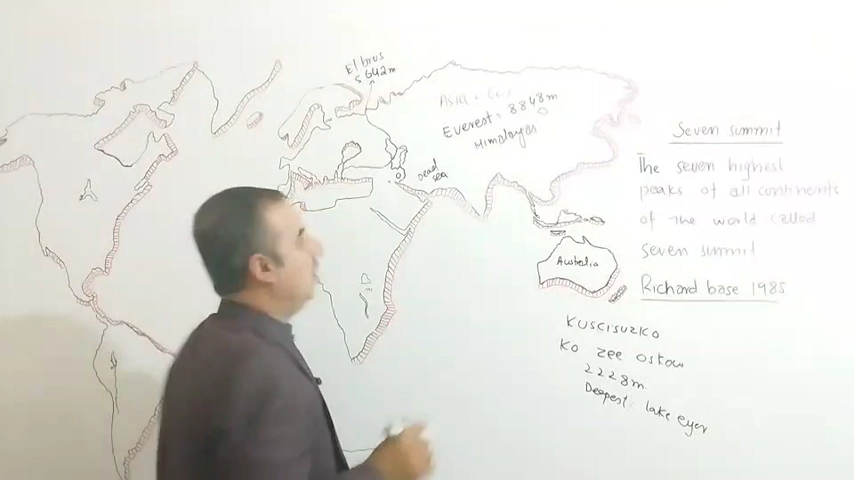 Elbrus
5642m
Asia
Everest: 8848m
Himalayas
Dead
sea
Seven summit
The seven highest
peaks of all continents
of the world called
seven summit
Richard base 1985
Australia
KUSCISUZKO
KO zee oskow
2228m
Deepest: lake eyer